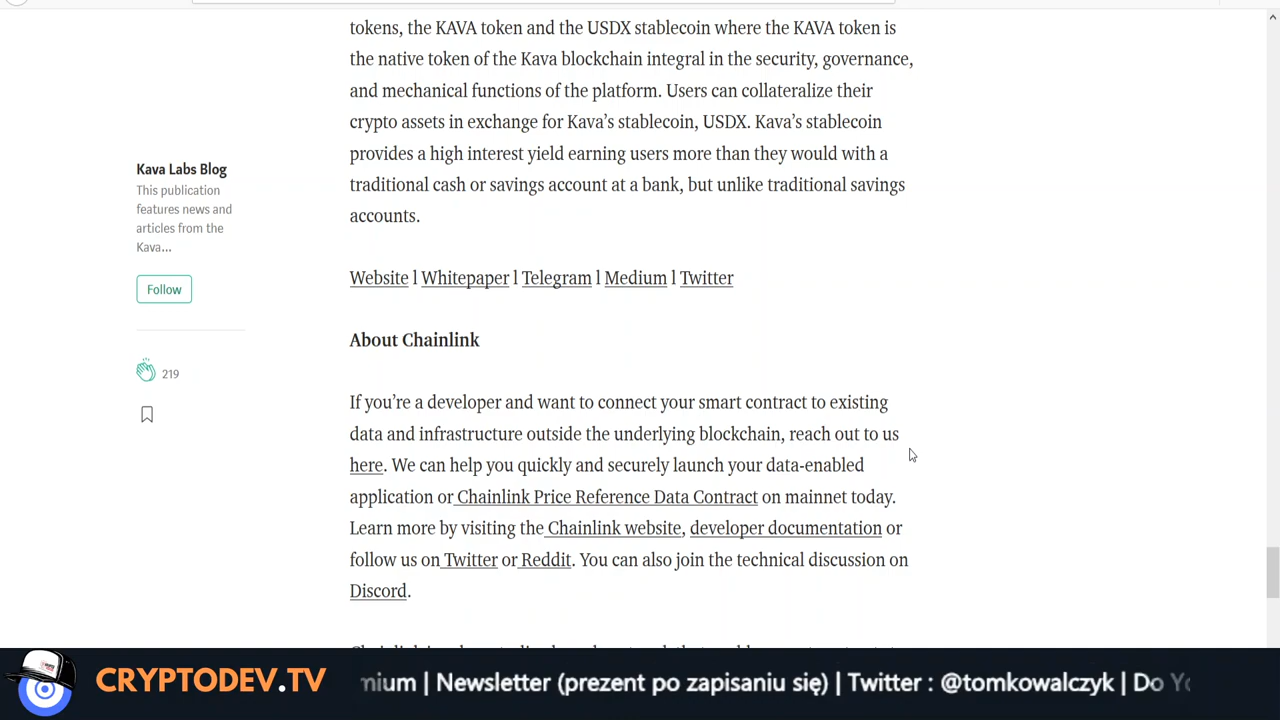 tokens, the KAVA token and the USDX stablecoin where the KAVA token is
the native token of the Kava blockchain integral in the security, governance,
and mechanical functions of the platform. Users can collateralize their
crypto assets in exchange for Kava’s stablecoin, USDX. Kava’s stablecoin
provides a high interest yield earning users more than they would with a
traditional cash or savings account at a bank, but unlike traditional savings
accounts.
Kava Labs Blog
This publication
features news and
articles from the
Kava...
Follow
219
Website l Whitepaper l Telegram l Medium l Twitter
About Chainlink
If you’re a developer and want to connect your smart contract to existing
data and infrastructure outside the underlying blockchain, reach out to us
here. We can help you quickly and securely launch your data-enabled
application or Chainlink Price Reference Data Contract on mainnet today.
Learn more by visiting the Chainlink website, developer documentation or
follow us on Twitter or Reddit. You can also join the technical discussion on
Discord.
CRYPTODEV.TV
| Newsletter (prezent po zapisaniu się) | Twitter : @tomkowalczyk | Do